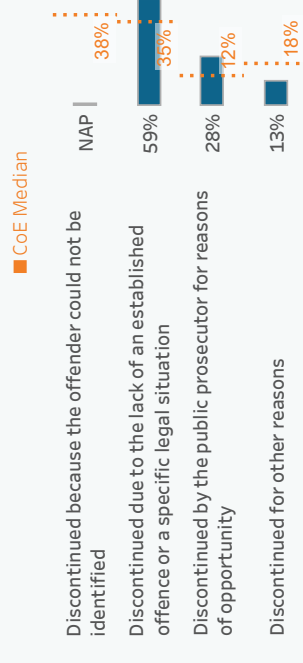 CoE Median
Discontinued because the offender could not be
identified
NAP
38%
Discontinued due to the lack of an established
offence or a specific legal situation
59%
35%
Discontinued by the public prosecutor for reasons
of opportunity
28%
12%
Discontinued for other reasons
13%
18%